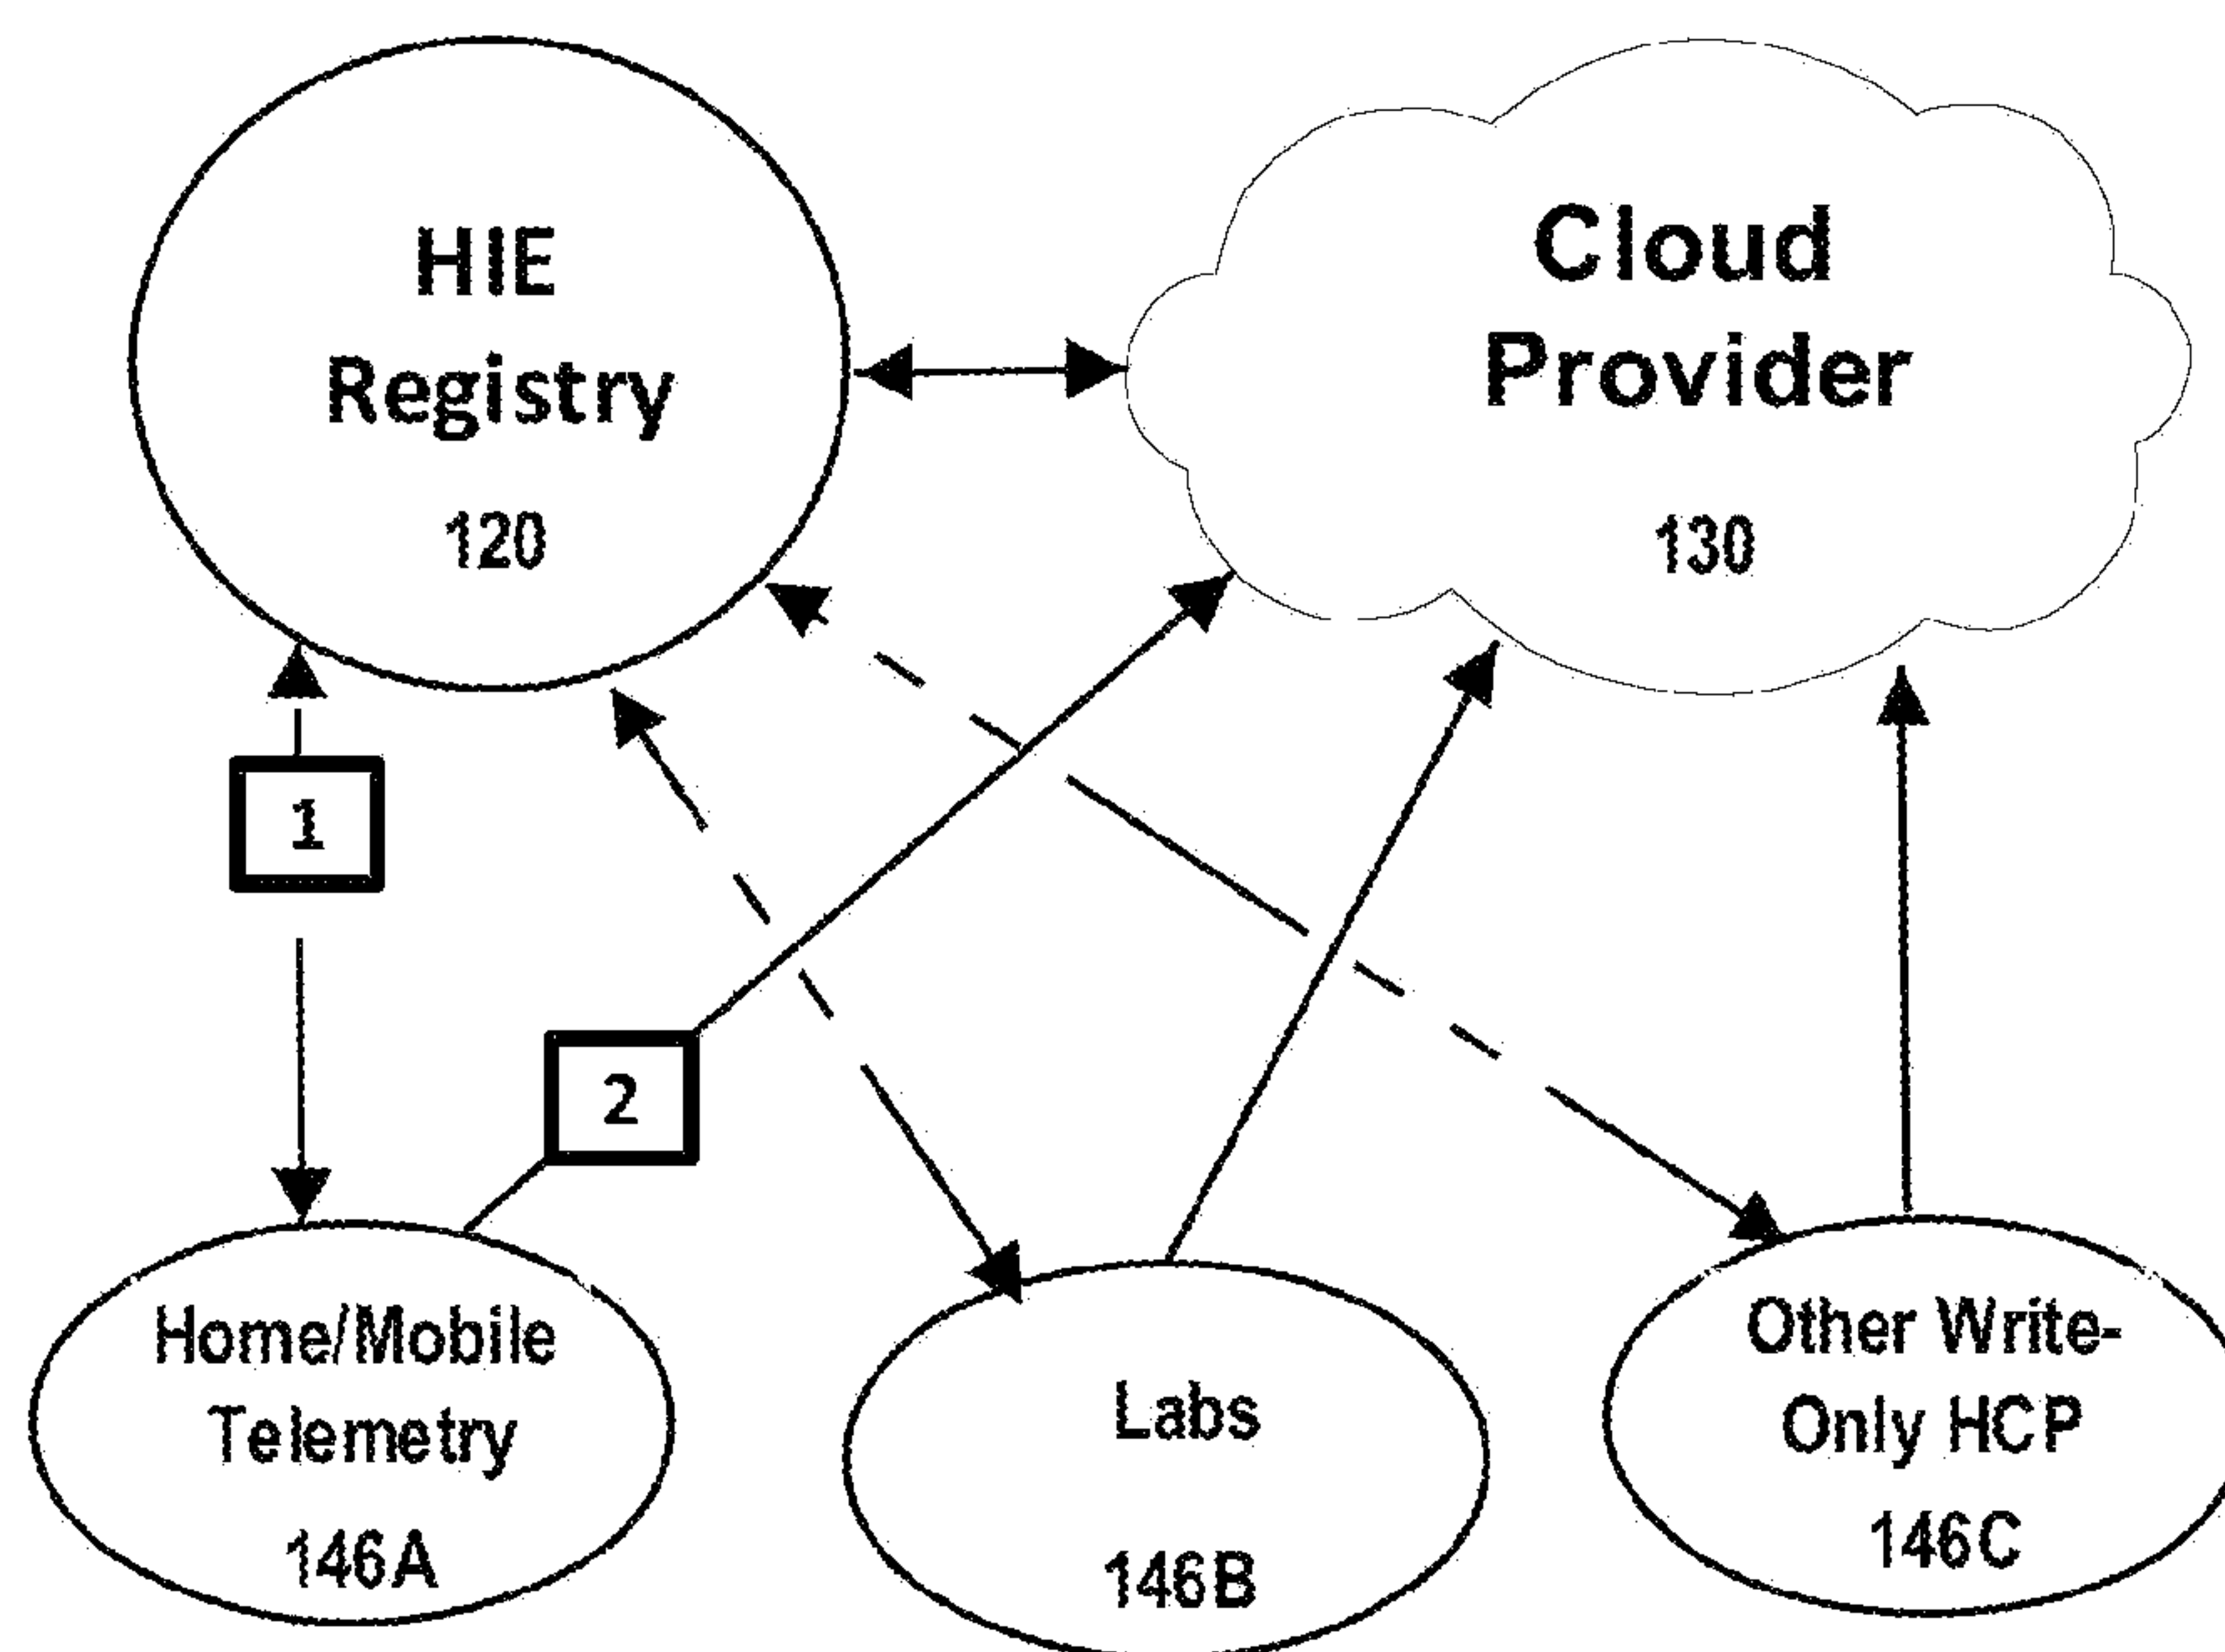 HIE
Registry
120
Cloud
Provider
130
1
2
Home/Mobile
Telemetry
146A
Labs
146B
Other Write-
Only HCP
146C